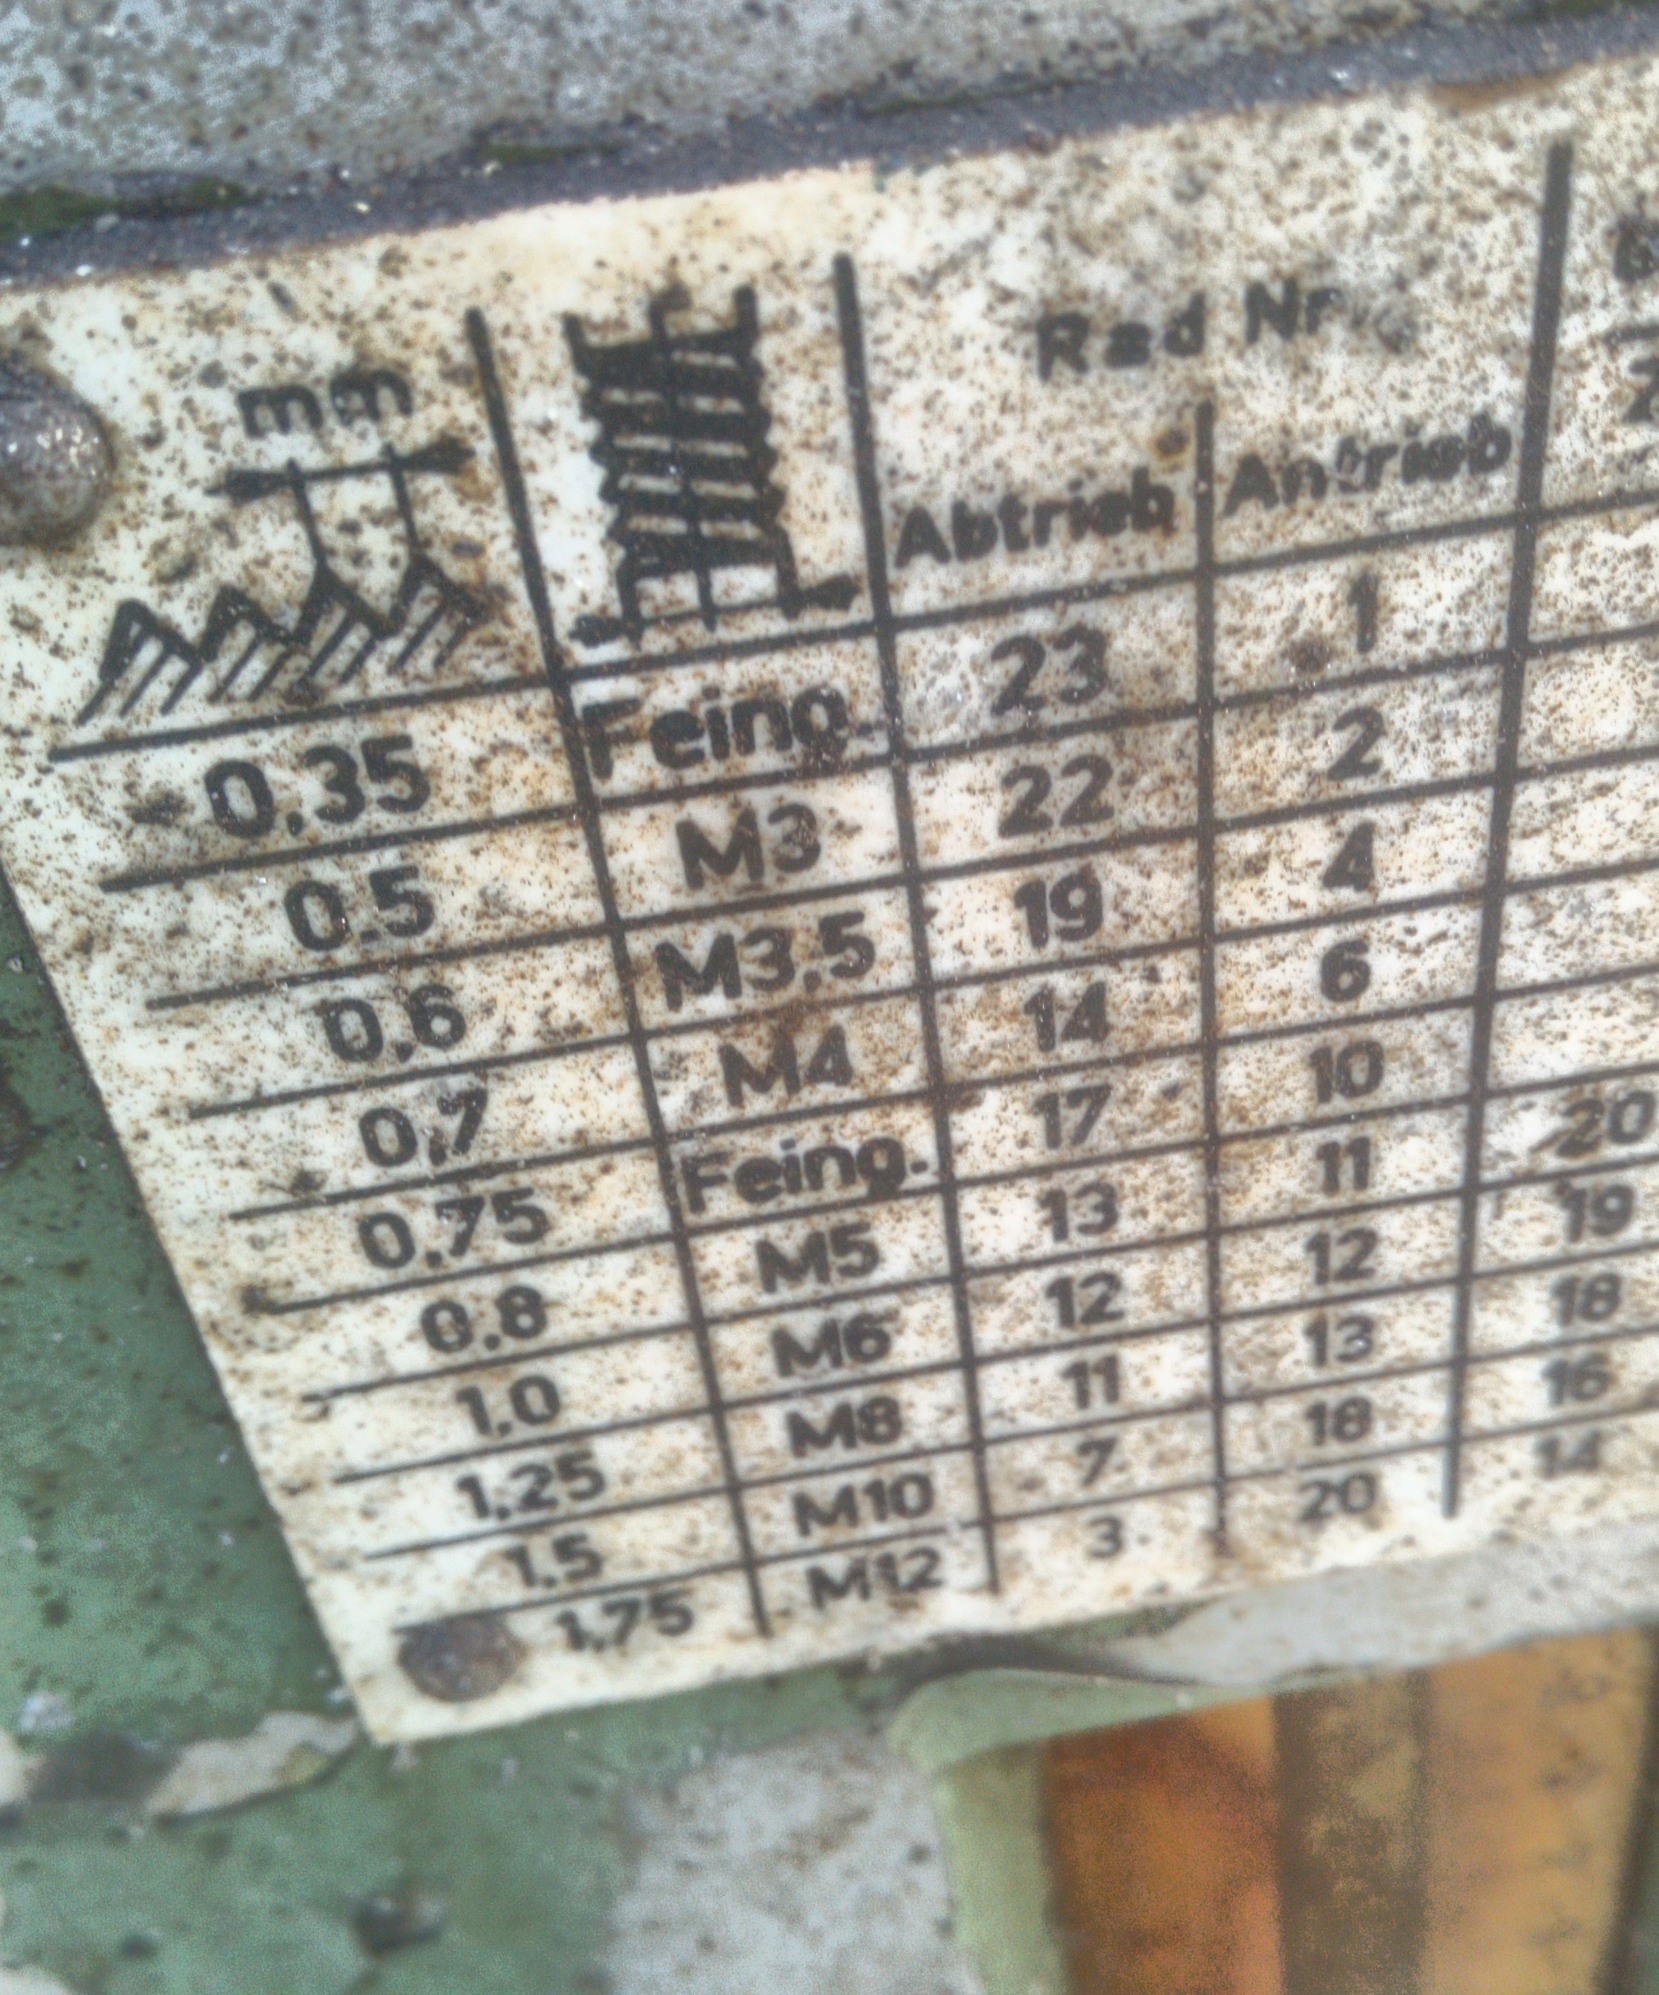 mm
Rad Nr
Abtrieb Antrieb
0,35 Feing. 23 1
0.5 M3 22 2
0,6 M3,5 19 4
0,7 M4 14 6
0,75 Feing. 17 10
0,8 M5 13 11 20
1,0 M6 12 12 19
1,25 M8 11 13 18
1,5 M10 7 18 16
1,75 M12 3 20 14